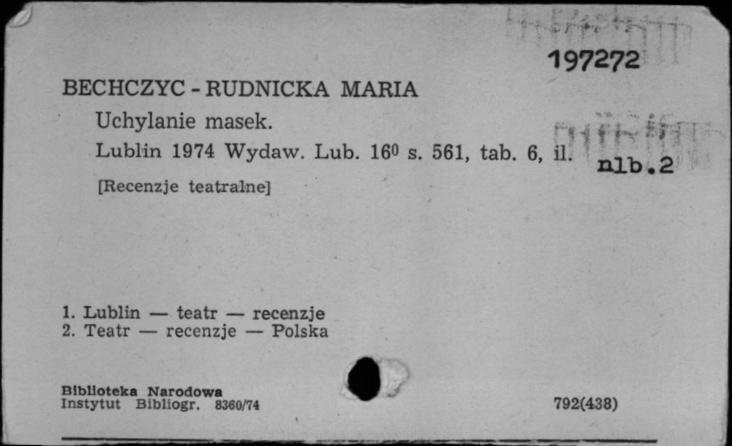 197272
BECHCZYC - RUDNICKA MARIA
Uchylanie masek.
Lublin 1974 Wydaw. Lub. 16⁰ s. 561, tab. 6, il. nlb.2
[Recenzje teatralne]
1. Lublin — teatr — recenzje
2. Teatr — recenzje — Polska
Biblioteka Narodowa
Instytut Bibliogr. 8360/74
792(438)